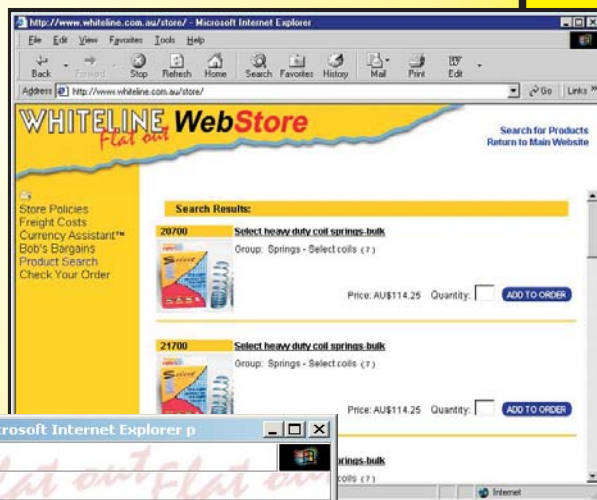 http://www.whiteline.com.au/store/ - Microsoft Internet Explorer
File Edit View Favorites Tools Help
Back Forward Stop Refresh Home Search Favorites History Mail Print Edit
Address http://www.whiteline.com.au/store/ Go Links »
WHITELINE Flat out WebStore
Search for Products
Return to Main Website
Store Policies
Freight Costs
Currency Assistant™
Bob's Bargains
Product Search
Check Your Order
Search Results:
20700 Select heavy duty coil springs-bulk
Group: Springs - Select coils (7)
Select
Price: AU$114.25 Quantity: ADD TO ORDER
21700 Select heavy duty coil springs-bulk
Group: Springs - Select coils (7)
Select
Price: AU$114.25 Quantity: ADD TO ORDER
crosoft Internet Explorer p
Flat out Flat out
rings-bulk
coils (7)
Internet